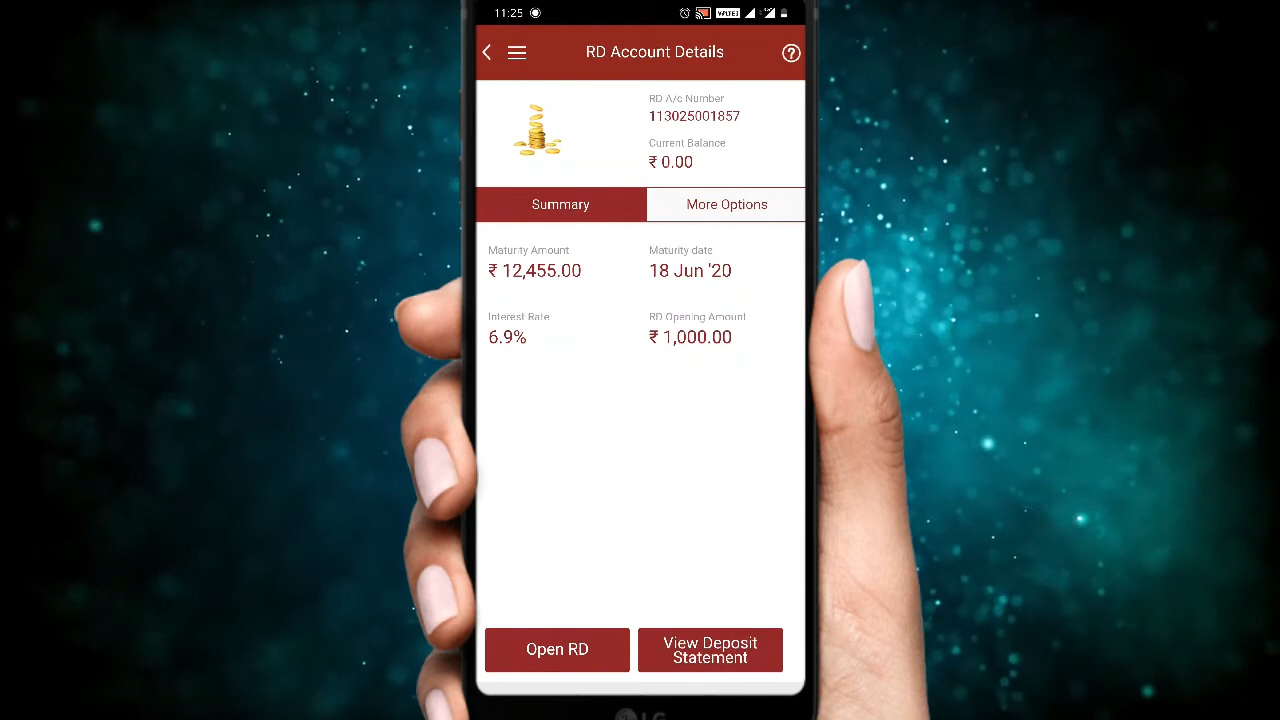 11:25
VoLTE1
RD Account Details
RD A/c Number
113025001857
Current Balance
₹ 0.00
Summary
More Options
Maturity Amount
Maturity date
₹ 12,455.00
18 Jun '20
Interest Rate
RD Opening Amount
6.9%
₹ 1,000.00
Open RD
View Deposit
Statement
LG